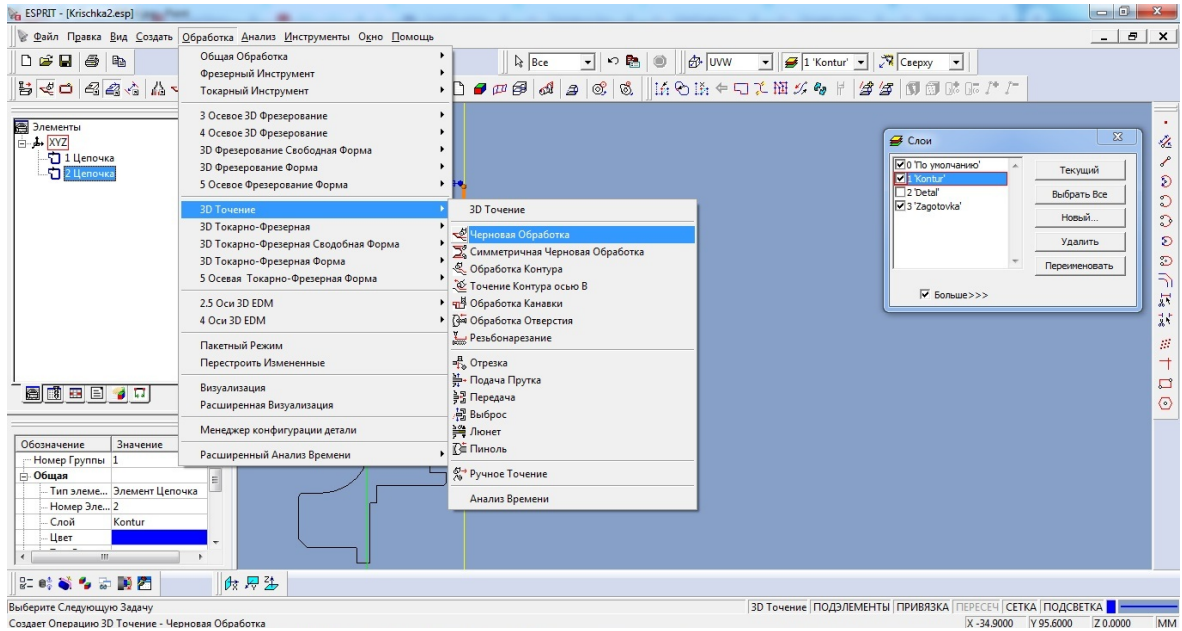 ESPRIT - [Krischka2.esp]
Файл Правка Вид Создать Обработка Анализ Инструменты Окно Помощь
Все
UVW
1 'Kontur'
Сверху
Элементы
XYZ
1 Цепочка
2 Цепочка
Общая Обработка
Фрезерный Инструмент
Токарный Инструмент
3 Осевое 3D Фрезерование
4 Осевое 3D Фрезерование
3D Фрезерование Свободная Форма
3D Фрезерование Форма
5 Осевое Фрезерование Форма
3D Точение
3D Токарно-Фрезерная
3D Токарно-Фрезерная Сводобная Форма
3D Токарно-Фрезерная Форма
5 Осевая Токарно-Фрезерная Форма
2.5 Оси 3D EDM
4 Оси 3D EDM
Пакетный Режим
Перестроить Измененные
Визуализация
Расширенная Визуализация
Менеджер конфигурации детали
Расширенный Анализ Времени
3D Точение
Черновая Обработка
Симметричная Черновая Обработка
Обработка Контура
Точение Контура осью В
Обработка Канавки
Обработка Отверстия
Резьбонарезание
Отрезка
Подача Прутка
Передача
Выброс
Люнет
Пиноль
Ручное Точение
Анализ Времени
Слои
0 'По умолчанию'
1 'Kontur'
2 'Detal'
3 'Zagotovka'
Текущий
Выбрать Все
Новый...
Удалить
Переименовать
Больше>>>
Обозначение Значение
Номер Группы 1
Общая
Тип элеме... Элемент Цепочка
Номер Эле... 2
Слой Kontur
Цвет
Выберите Следующую Задачу
3D Точение ПОДЭЛЕМЕНТЫ ПРИВЯЗКА ПЕРЕСЕЧ СЕТКА ПОДСВЕТКА
Создает Операцию 3D Точение - Черновая Обработка
X -34.9000 Y 95.6000 Z 0.0000 MM